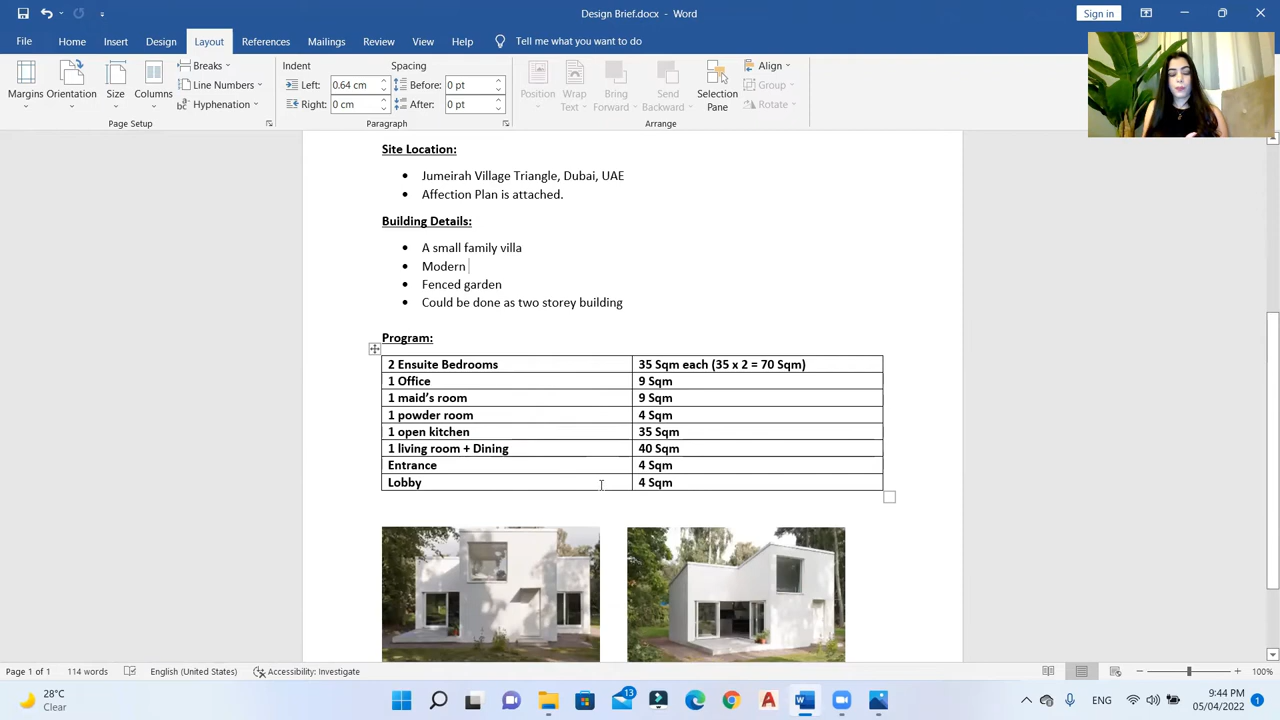 Design Brief.docx - Word
Sign in
File Home Insert Design Layout References Mailings Review View Help Tell me what you want to do
Margins Orientation Size Columns
Breaks
Line Numbers
Hyphenation
Page Setup
Indent
Left: 0.64 cm
Right: 0 cm
Spacing
Before: 0 pt
After: 0 pt
Paragraph
Position Wrap Text Bring Forward Send Backward Selection Pane
Align
Group
Rotate
Arrange
Site Location:
• Jumeirah Village Triangle, Dubai, UAE
• Affection Plan is attached.
Building Details:
• A small family villa
• Modern
• Fenced garden
• Could be done as two storey building
Program:
2 Ensuite Bedrooms 35 Sqm each (35 x 2 = 70 Sqm)
1 Office 9 Sqm
1 maid's room 9 Sqm
1 powder room 4 Sqm
1 open kitchen 35 Sqm
1 living room + Dining 40 Sqm
Entrance 4 Sqm
Lobby 4 Sqm
Page 1 of 1 114 words English (United States) Accessibility: Investigate 100%
28°C
Clear
13
ENG
9:44 PM
05/04/2022
1